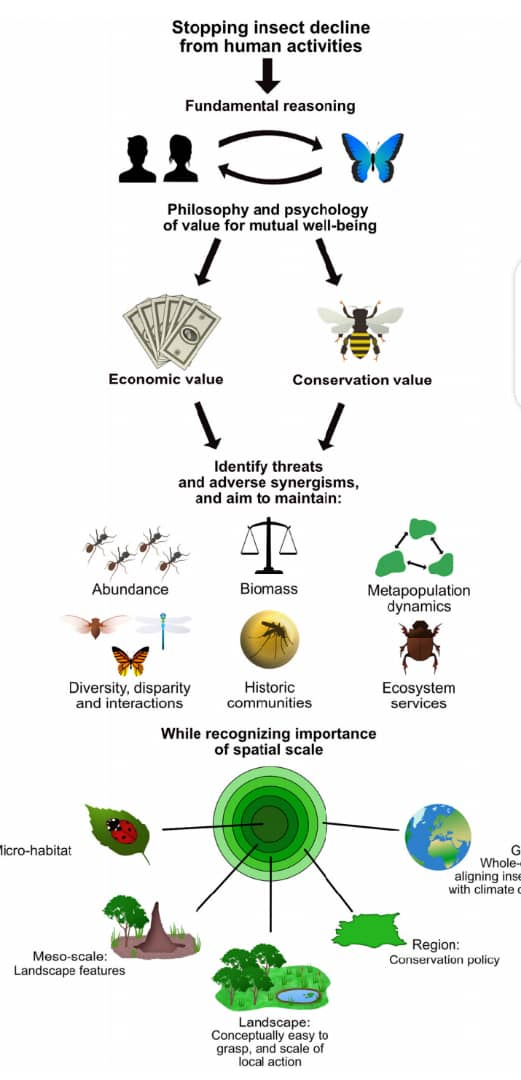 Stopping insect decline
from human activities
Fundamental reasoning
Philosophy and psychology
of value for mutual well-being
Economic value
Conservation value
Identify threats
and adverse synergisms,
and aim to maintain:
Abundance
Biomass
Metapopulation
dynamics
Diversity, disparity
and interactions
Historic
communities
Ecosystem
services
While recognizing importance
of spatial scale
Meso-scale:
Landscape features
Landscape:
Conceptually easy to
grasp, and scale of
local action
Region:
Conservation policy
aligning
with climate